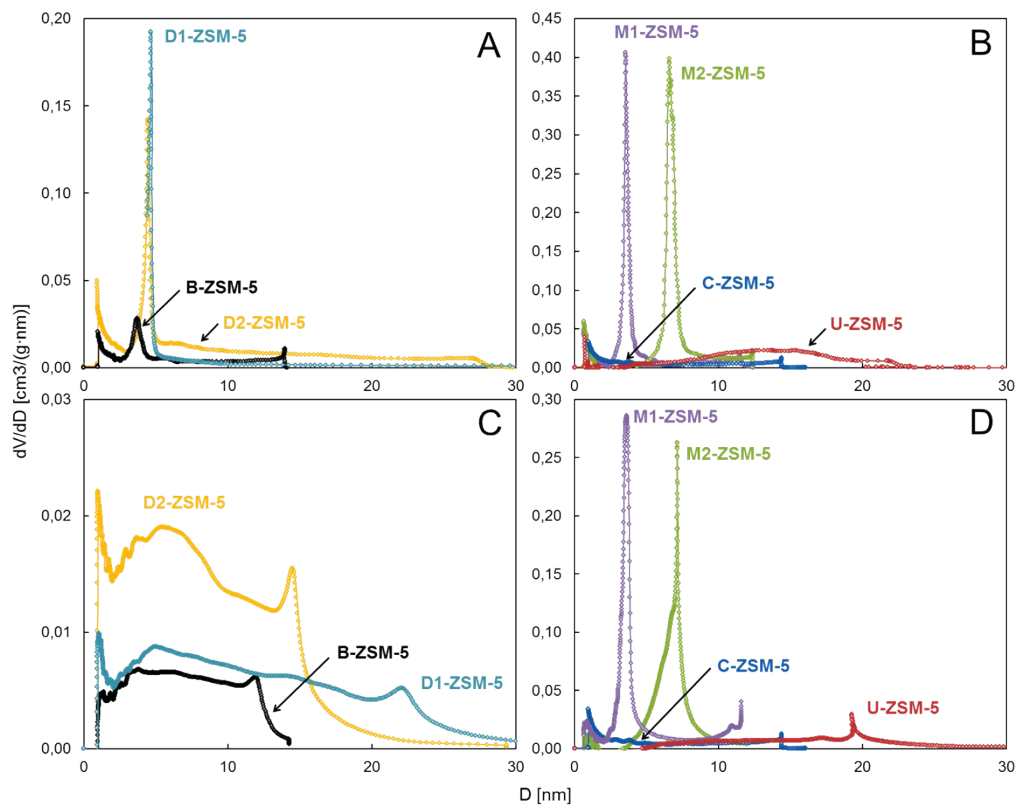 0,20
0,15
0,10
0,05
0,00
0
10
20
30
A
D1-ZSM-5
B-ZSM-5
D2-ZSM-5
0,45
0,40
0,35
0,30
0,25
0,20
0,15
0,10
0,05
0,00
0
10
20
30
B
M1-ZSM-5
M2-ZSM-5
C-ZSM-5
U-ZSM-5
dV/dD [cm3/(g·nm)]
0,03
0,02
0,01
0,00
0
10
20
30
C
D2-ZSM-5
B-ZSM-5
D1-ZSM-5
0,30
0,25
0,20
0,15
0,10
0,05
0,00
0
10
20
30
D
M1-ZSM-5
M2-ZSM-5
C-ZSM-5
U-ZSM-5
D [nm]